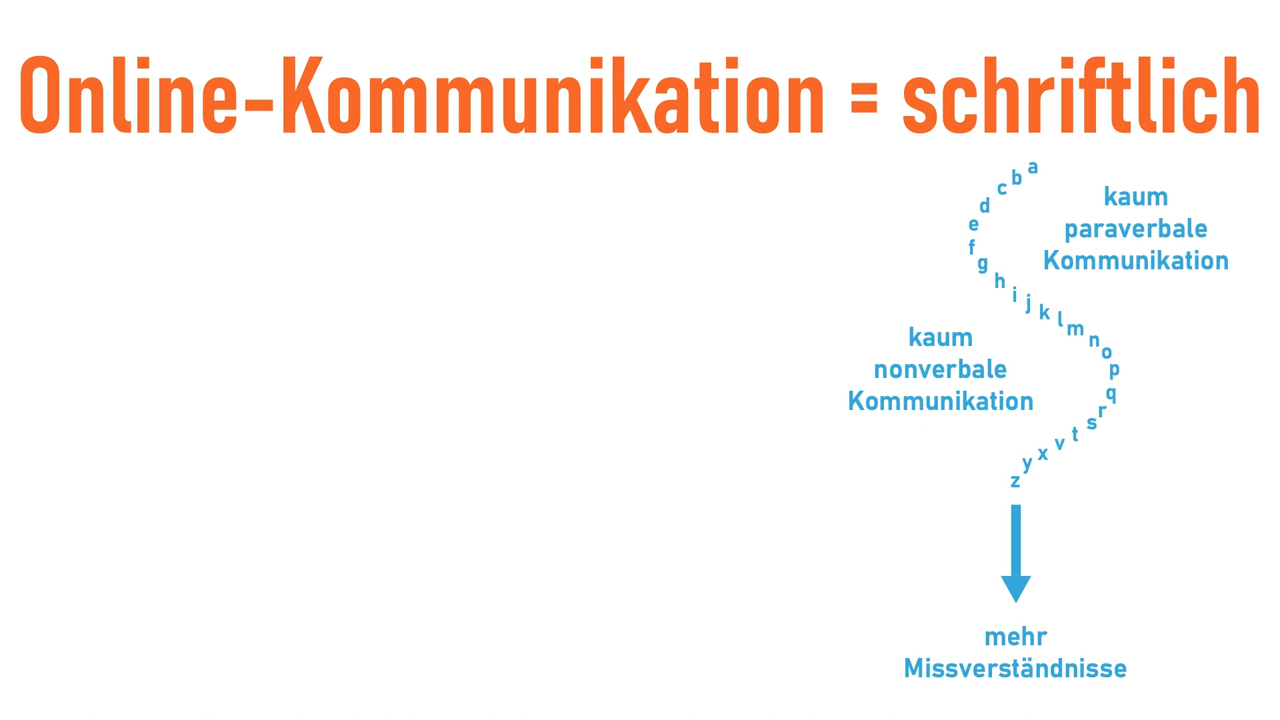 Online-Kommunikation = schriftlich
a b c d e f g h i j k l m n o p q r s t v x y z
kaum
paraverbale
Kommunikation
kaum
nonverbale
Kommunikation
mehr
Missverständnisse